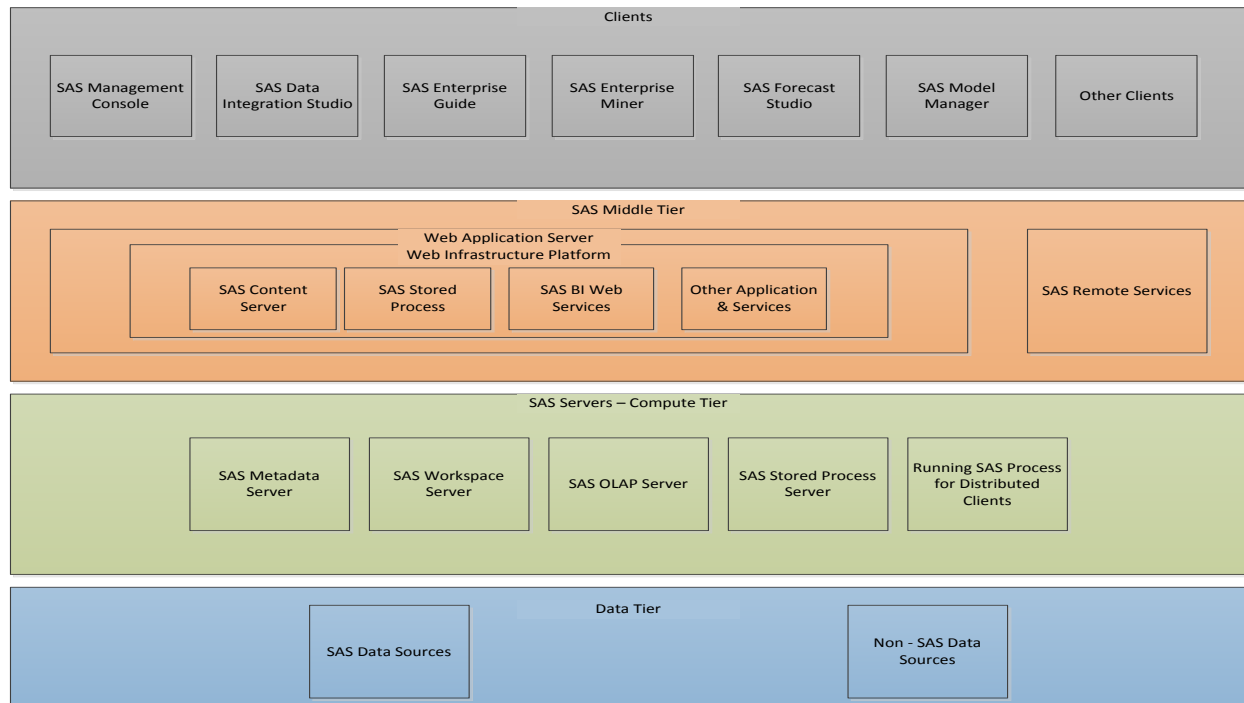 Clients
SAS Management
Console
SAS Data
Integration Studio
SAS Enterprise
Guide
SAS Enterprise
Miner
SAS Forecast
Studio
SAS Model
Manager
Other Clients
SAS Middle Tier
Web Application Server
Web Infrastructure Platform
SAS Content
Server
SAS Stored
Process
SAS BI Web
Services
Other Application
& Services
SAS Remote Services
SAS Servers – Compute Tier
SAS Metadata
Server
SAS Workspace
Server
SAS OLAP Server
SAS Stored Process
Server
Running SAS Process
for Distributed
Clients
Data Tier
SAS Data Sources
Non - SAS Data
Sources